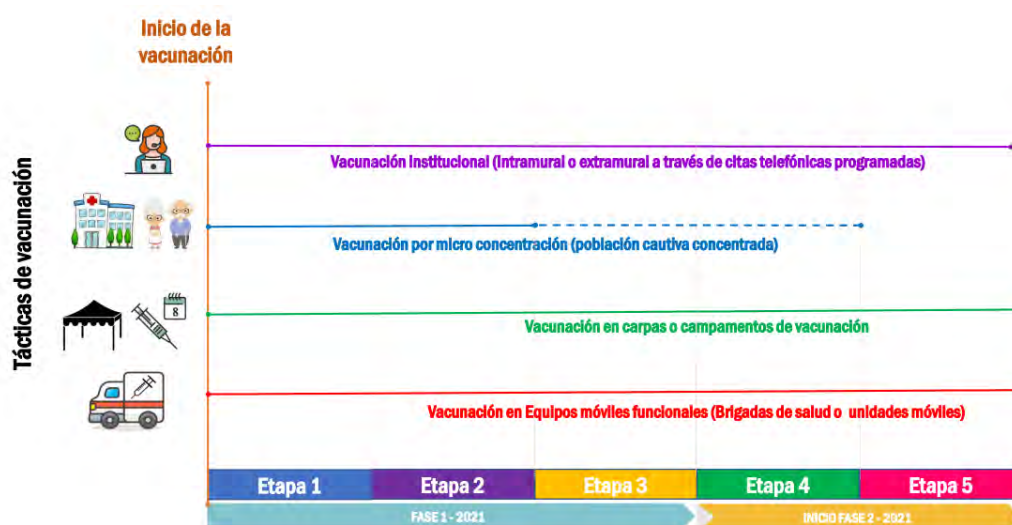 Inicio de la
vacunación
Tácticas de vacunación
Vacunación Institucional (Intramural o extramural a través de citas telefónicas programadas)
Vacunación por micro concentración (población cautiva concentrada)
8
Vacunación en carpas o campamentos de vacunación
Vacunación en Equipos móviles funcionales (Brigadas de salud o unidades móviles)
Etapa 1 Etapa 2 Etapa 3 Etapa 4 Etapa 5
FASE 1 - 2021 INICIO FASE 2 - 2021